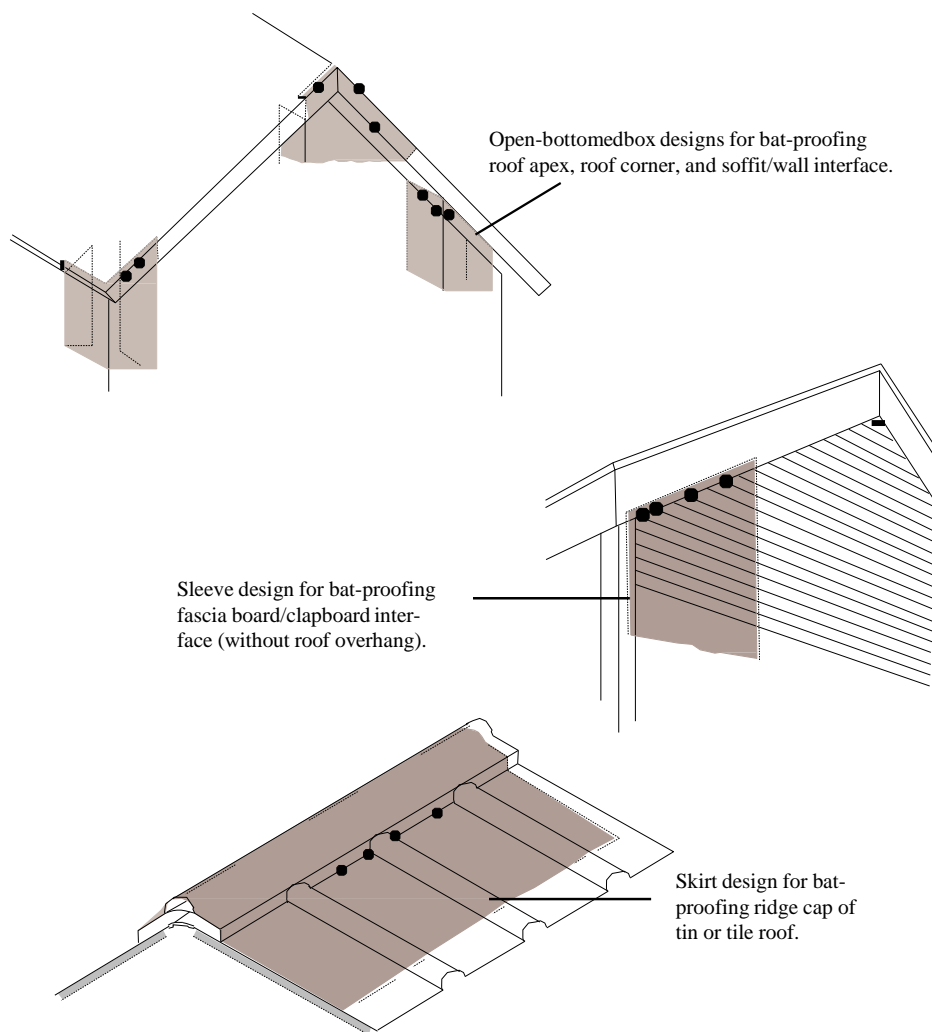 Open-bottomedbox designs for bat-proofing
roof apex, roof corner, and soffit/wall interface.
Sleeve design for bat-proofing
fascia board/clapboard inter-
face (without roof overhang).
Skirt design for bat-
proofing ridge cap of
tin or tile roof.